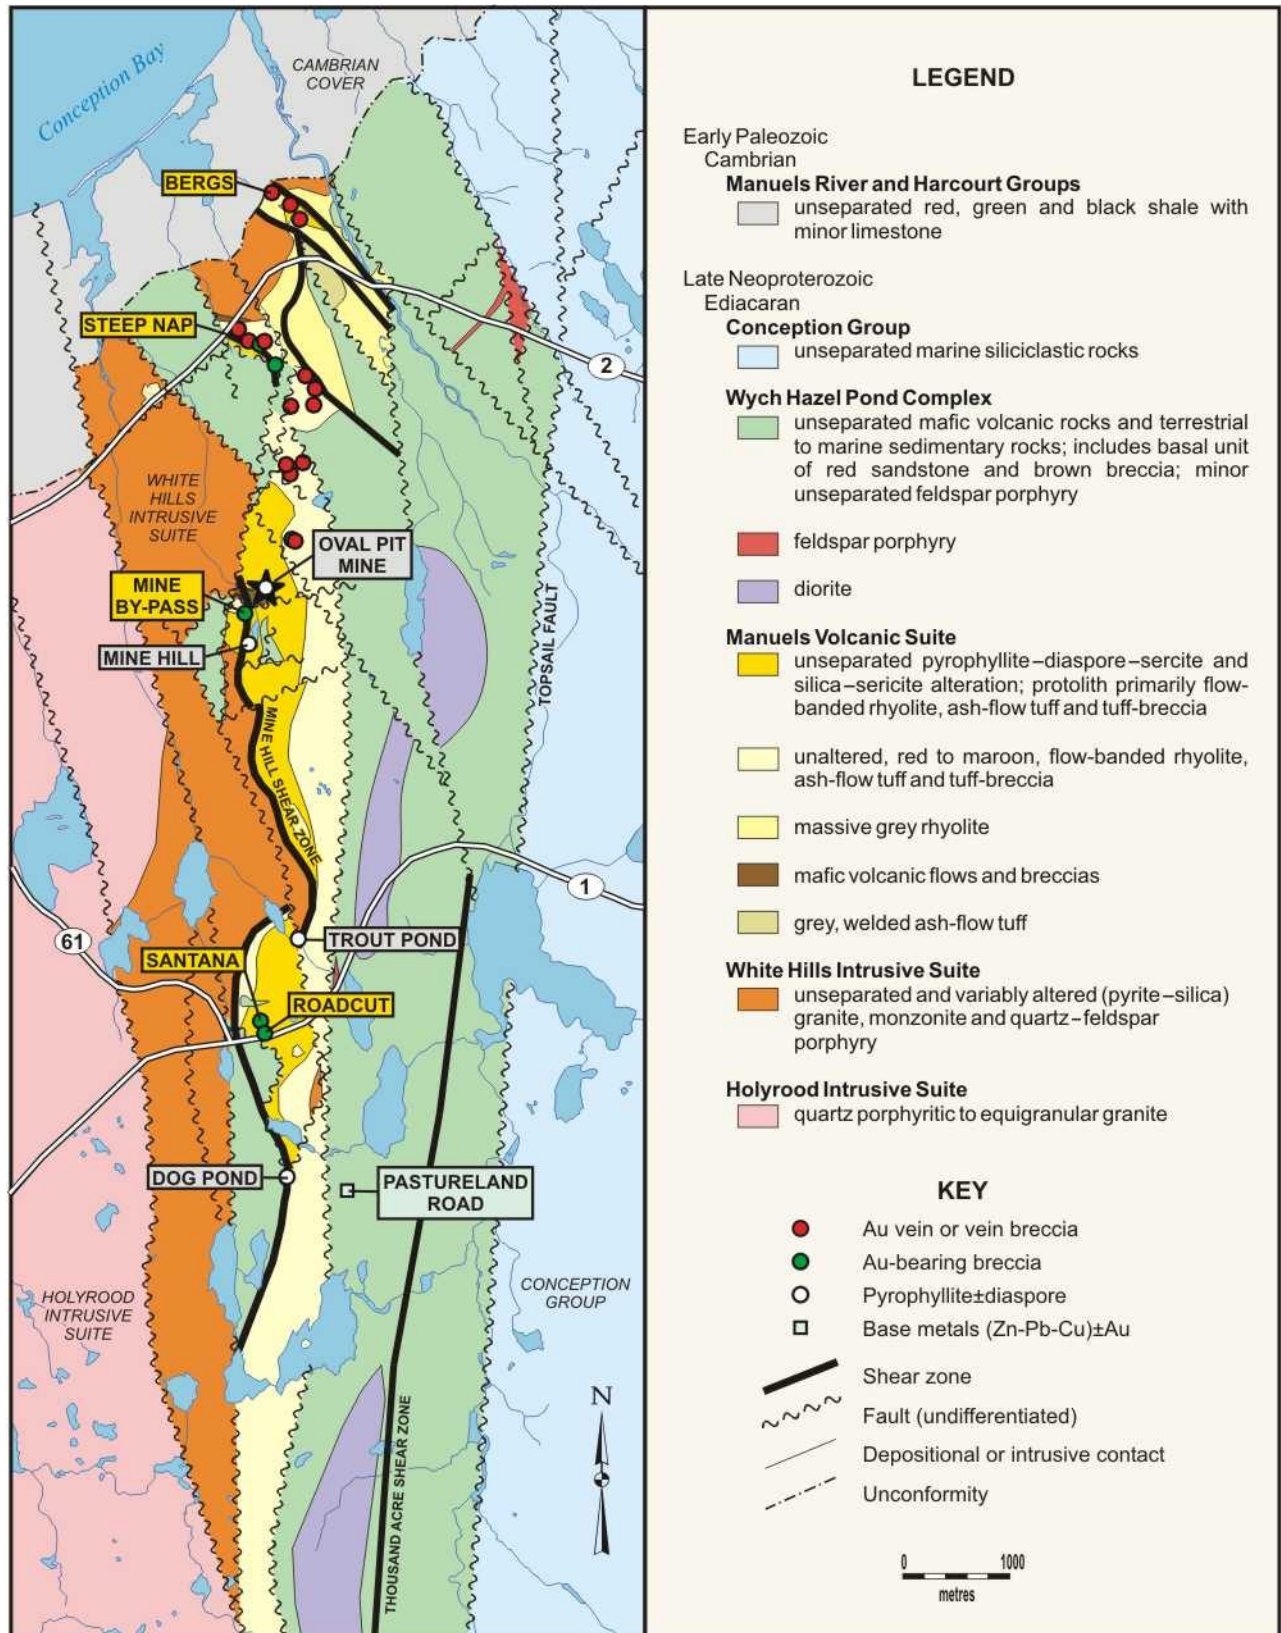 Conception Bay
CAMBRIAN
COVER
BERGS
STEEP NAP
2
WHITE
HILLS
INTRUSIVE
SUITE
OVAL PIT
MINE
MINE
BY-PASS
MINE HILL
TOPSAIL FAULT
MINE HILL SHEAR ZONE
1
61
TROUT POND
SANTANA
ROADCUT
DOG POND
PASTURELAND
ROAD
HOLYROOD
INTRUSIVE
SUITE
CONCEPTION
GROUP
N
THOUSAND ACRE SHEAR ZONE
LEGEND
Early Paleozoic
Cambrian
Manuels River and Harcourt Groups
unseparated red, green and black shale with
minor limestone
Late Neoproterozoic
Ediacaran
Conception Group
unseparated marine siliciclastic rocks
Wych Hazel Pond Complex
unseparated mafic volcanic rocks and terrestrial
to marine sedimentary rocks; includes basal unit
of red sandstone and brown breccia; minor
unseparated feldspar porphyry
feldspar porphyry
diorite
Manuels Volcanic Suite
unseparated pyrophyllite–diaspore–sercite and
silica–sericite alteration; protolith primarily flow-
banded rhyolite, ash-flow tuff and tuff-breccia
unaltered, red to maroon, flow-banded rhyolite,
ash-flow tuff and tuff-breccia
massive grey rhyolite
mafic volcanic flows and breccias
grey, welded ash-flow tuff
White Hills Intrusive Suite
unseparated and variably altered (pyrite–silica)
granite, monzonite and quartz–feldspar
porphyry
Holyrood Intrusive Suite
quartz porphyritic to equigranular granite
KEY
Au vein or vein breccia
Au-bearing breccia
Pyrophyllite±diaspore
Base metals (Zn-Pb-Cu)±Au
Shear zone
Fault (undifferentiated)
Depositional or intrusive contact
Unconformity
0 1000
metres